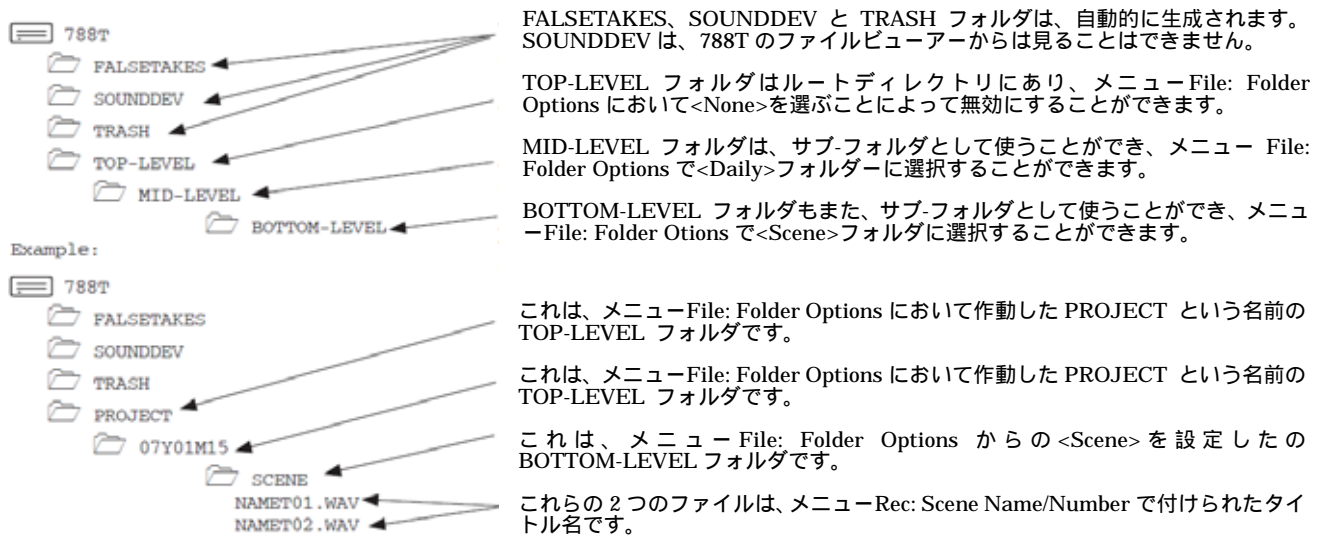 788T
FALSETAKES
SOUNDDEV
TRASH
TOP-LEVEL
MID-LEVEL
BOTTOM-LEVEL
FALSETAKES、SOUNDDEV と TRASH フォルダは、自動的に生成されます。
SOUNDDEV は、788T のファイルビューアーからは見ることはできません。
TOP-LEVEL フォルダはルートディレクトリにあり、メニューFile: Folder
Options において<None>を選ぶことによって無効にすることができます。
MID-LEVEL フォルダは、サブ-フォルダとして使うことができ、メニュー File:
Folder Options で<Daily>フォルダーに選択することができます。
BOTTOM-LEVEL フォルダもまた、サブ-フォルダとして使うことができ、メニュ
ーFile: Folder Otions で<Scene>フォルダに選択することができます。
Example:
788T
FALSETAKES
SOUNDDEV
TRASH
PROJECT
07Y01M15
SCENE
NAMET01.WAV
NAMET02.WAV
これは、メニューFile: Folder Options において作動した PROJECT という名前の
TOP-LEVEL フォルダです。
これは、メニューFile: Folder Options において作動した PROJECT という名前の
TOP-LEVEL フォルダです。
これは、メニュー File: Folder Options からの<Scene>を設定したの
BOTTOM-LEVEL フォルダです。
これらの 2 つのファイルは、メニューRec: Scene Name/Number で付けられたタイ
トル名です。